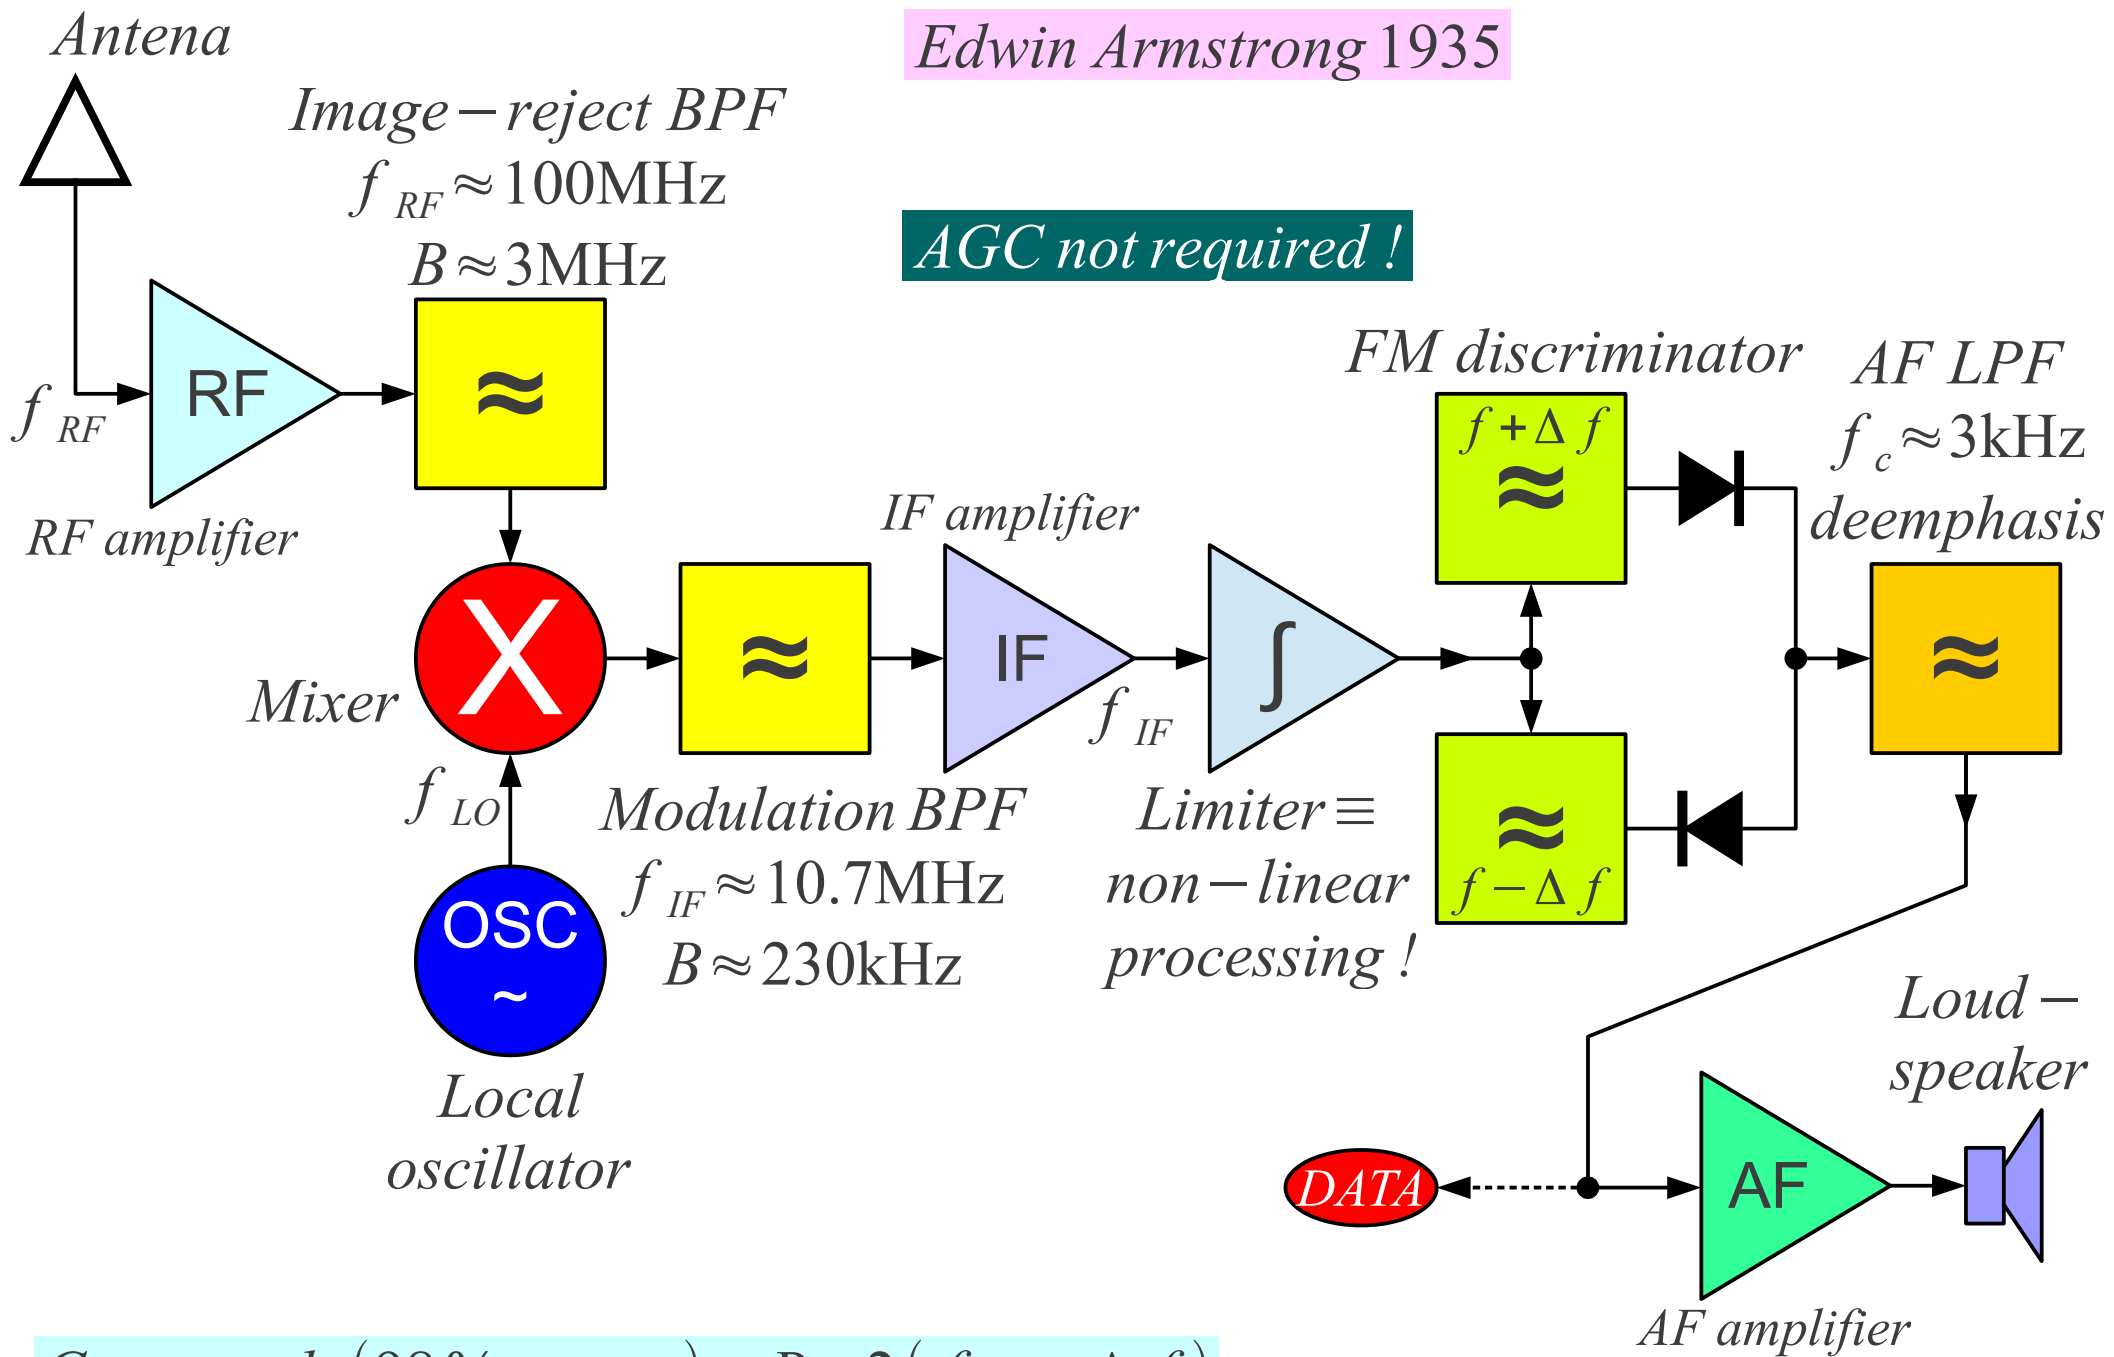 Antena
Edwin Armstrong 1935
Image−reject BPF
f RF ≈ 100MHz
B ≈ 3MHz
AGC not required !
f RF
RF
RF amplifier
Mixer
X
f LO
OSC
~
Local
oscillator
Modulation BPF
f IF ≈ 10.7MHz
B ≈ 230kHz
IF amplifier
IF
f IF
∫
Limiter ≡
non−linear
processing !
FM discriminator
f + Δ f
f − Δ f
AF LPF
f c ≈ 3kHz
deemphasis
Loud−
speaker
DATA
AF
AF amplifier